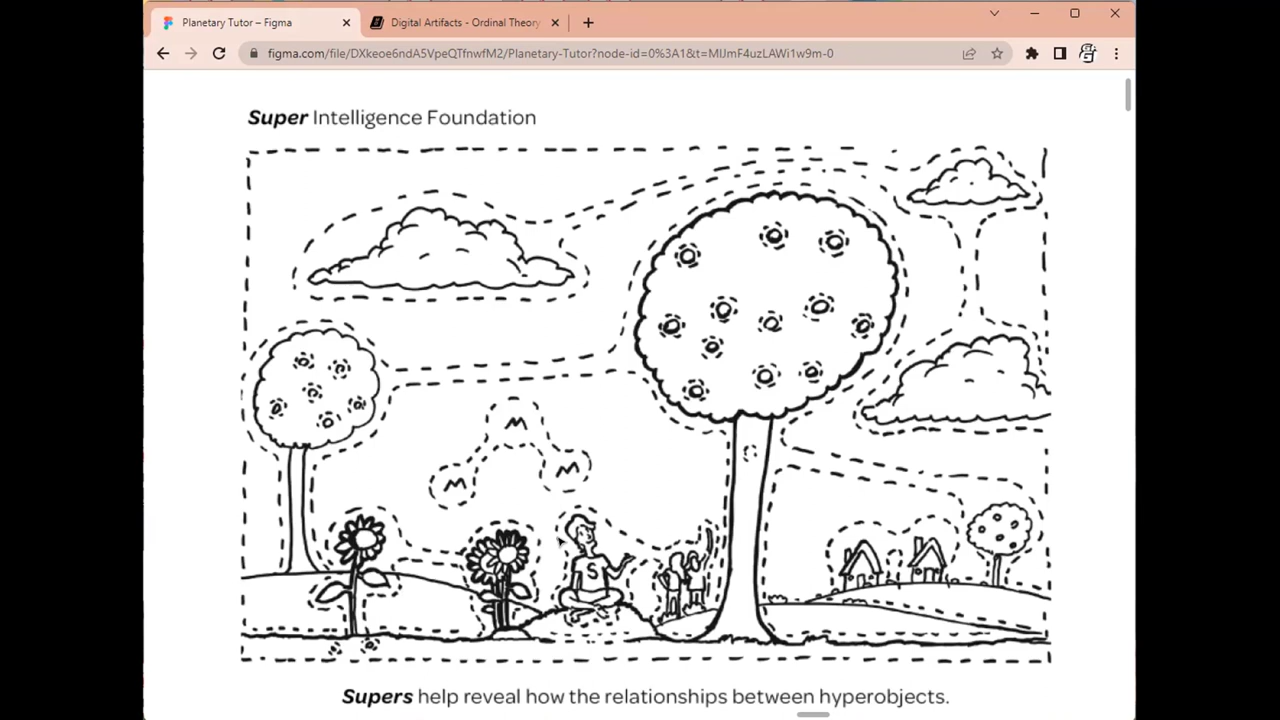 Planetary Tutor – Figma
Digital Artifacts - Ordinal Theory
figma.com/file/DXkeoe6ndA5VpeQTfnwfM2/Planetary-Tutor?node-id=0%3A1&t=MIJmF4uzLAWi1w9m-0
Super Intelligence Foundation
S
Supers help reveal how the relationships between hyperobjects.